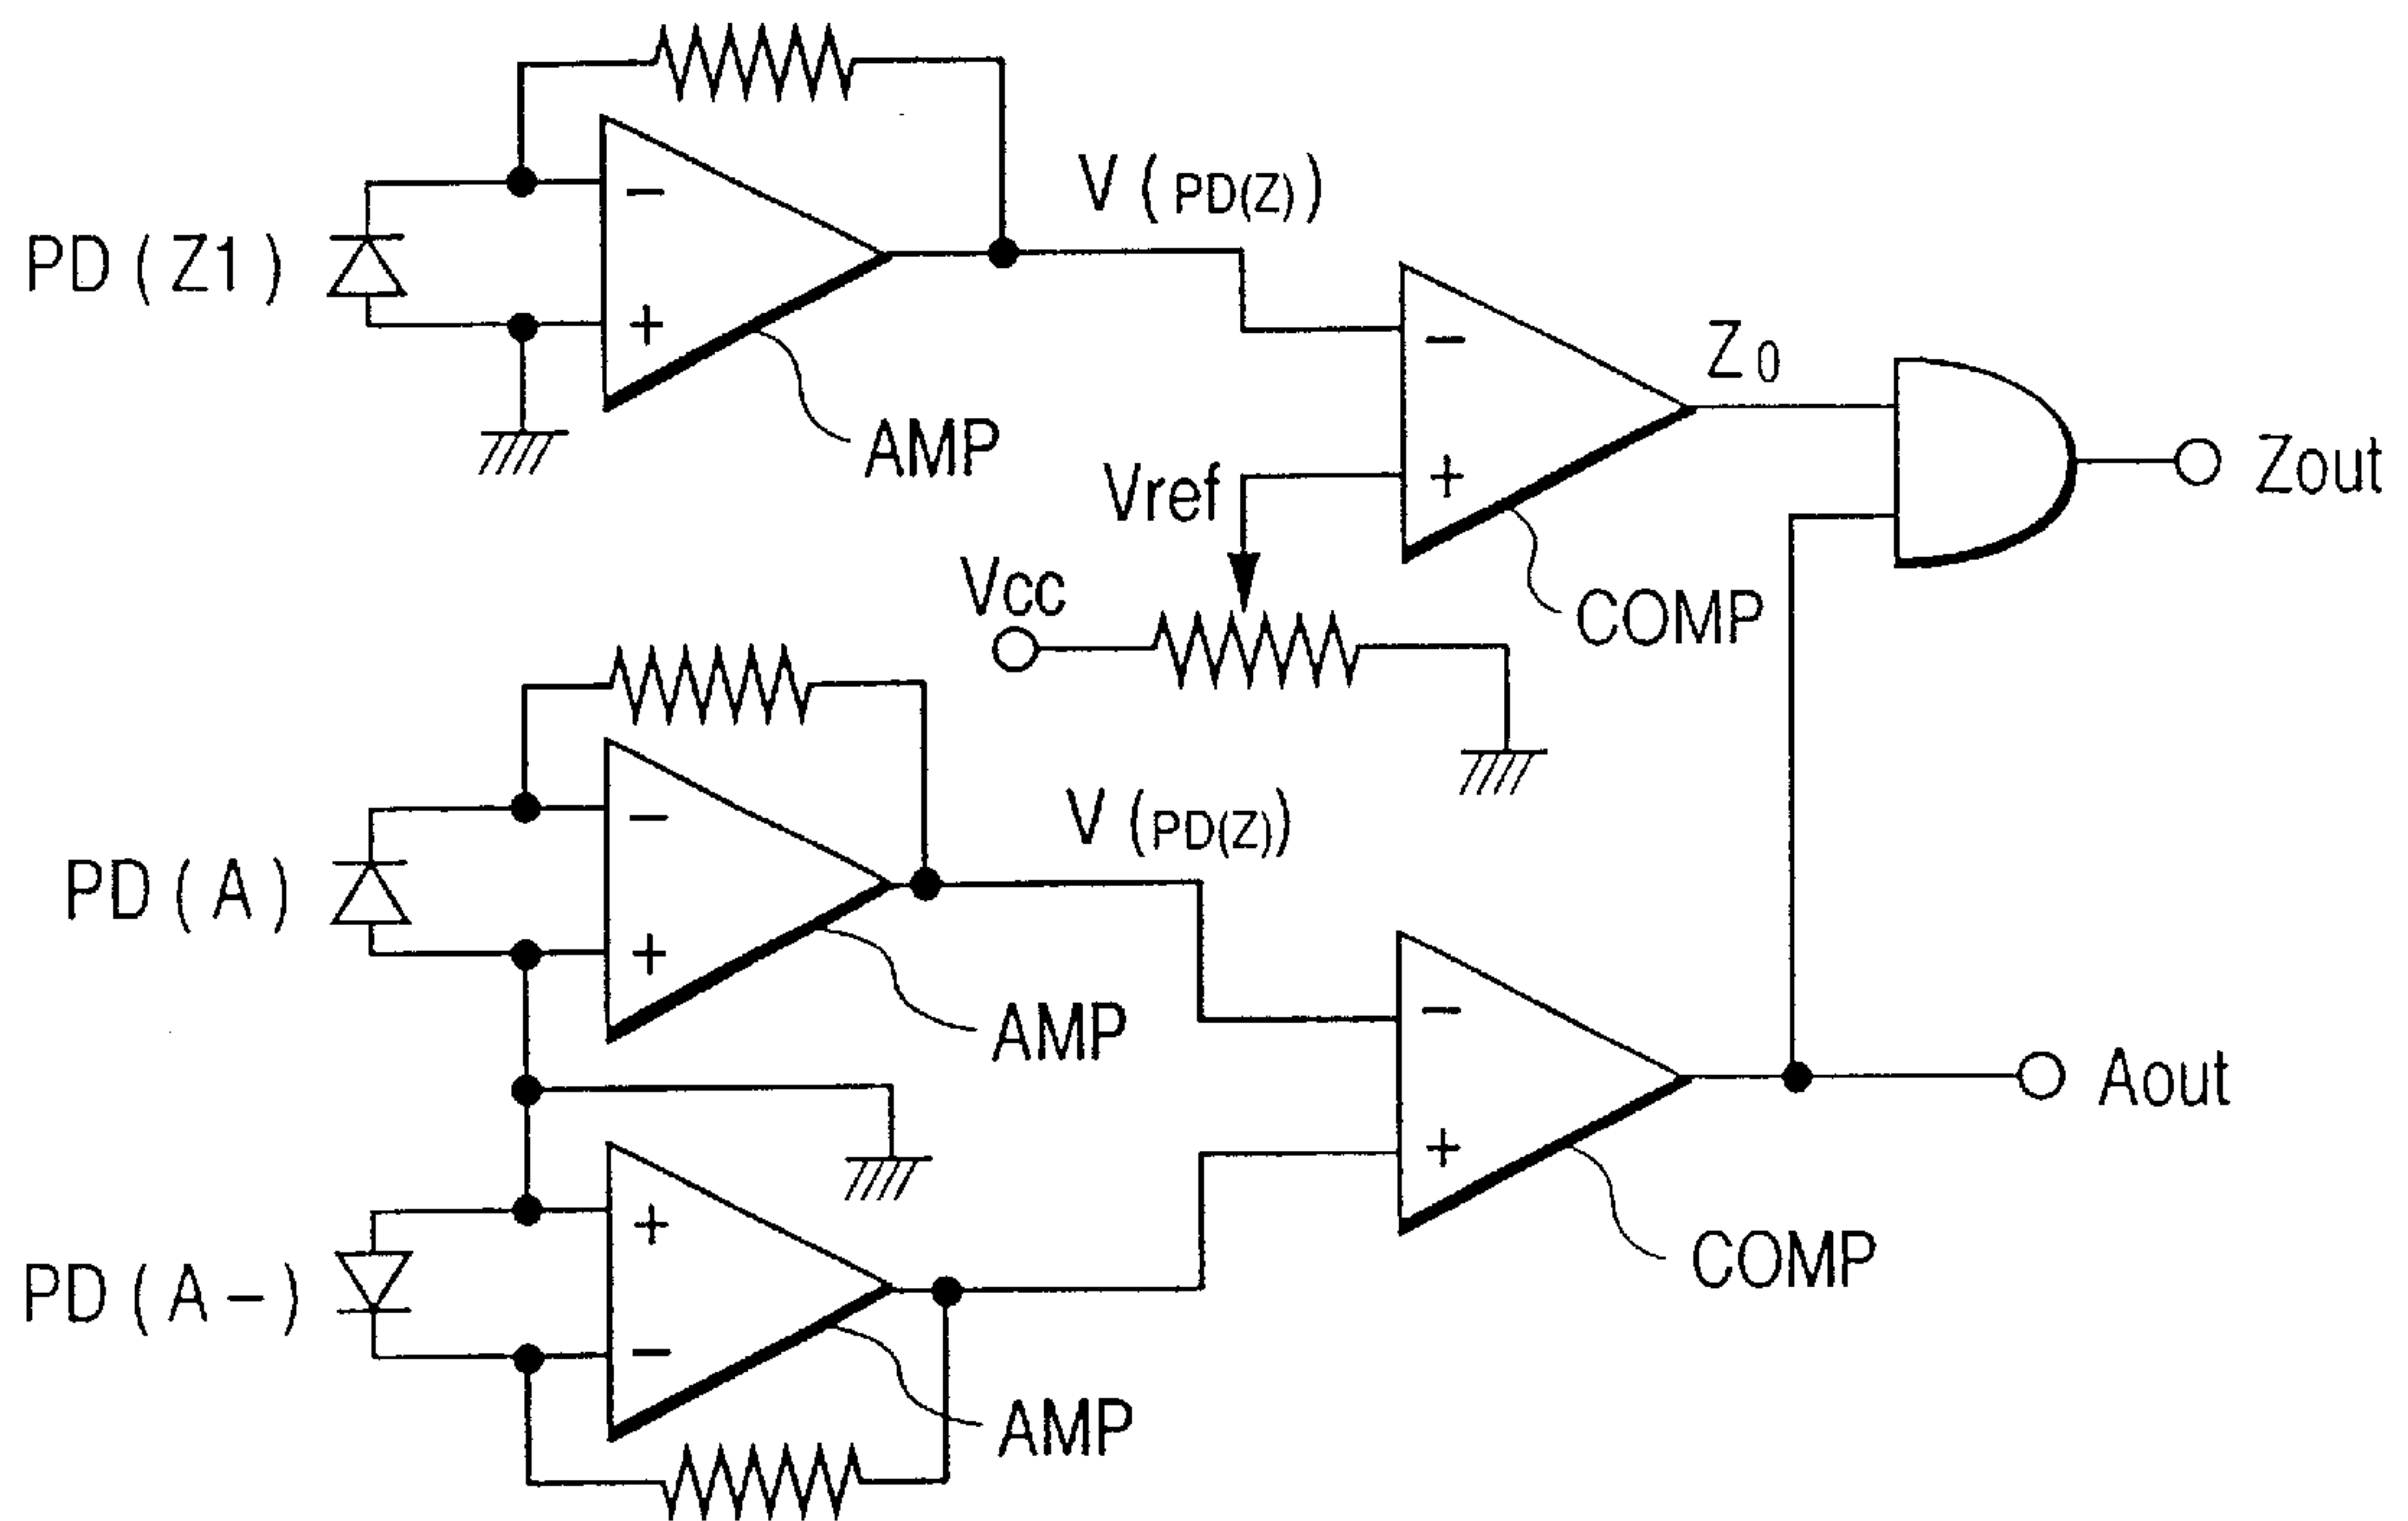 V (PD(Z))
PD (Z1)
−
+
AMP
−
+
Z0
Zout
Vref
Vcc
COMP
V (PD(Z))
PD (A)
−
+
AMP
−
+
Aout
COMP
PD (A−)
+
−
AMP